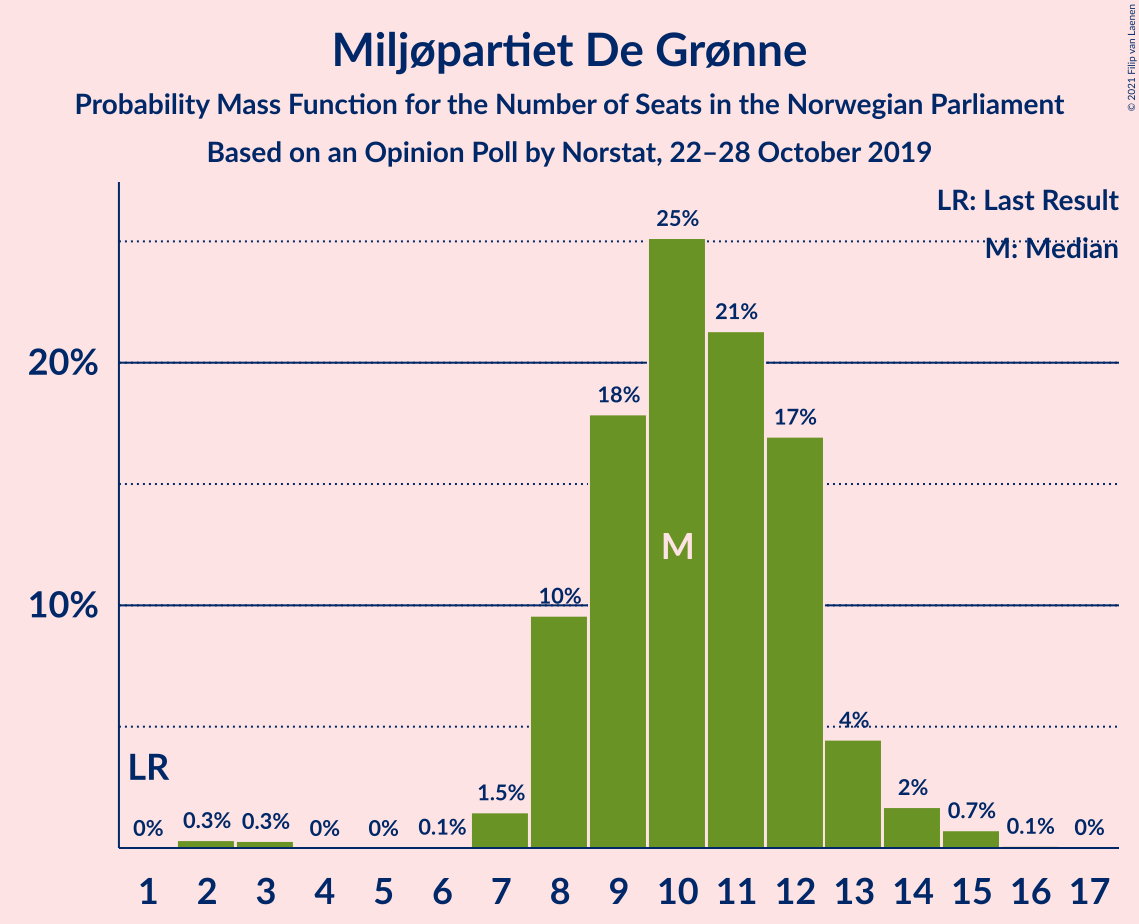 Miljøpartiet De Grønne
Probability Mass Function for the Number of Seats in the Norwegian Parliament
Based on an Opinion Poll by Norstat, 22–28 October 2019
© 2021 Filip van Laenen
LR: Last Result
M: Median
25%
21%
20%
18%
17%
M
10%
10%
4%
LR
1.5%
2%
0%
0.3%
0.3%
0%
0%
0.1%
0.7%
0.1%
0%
1 2 3 4 5 6 7 8 9 10 11 12 13 14 15 16 17